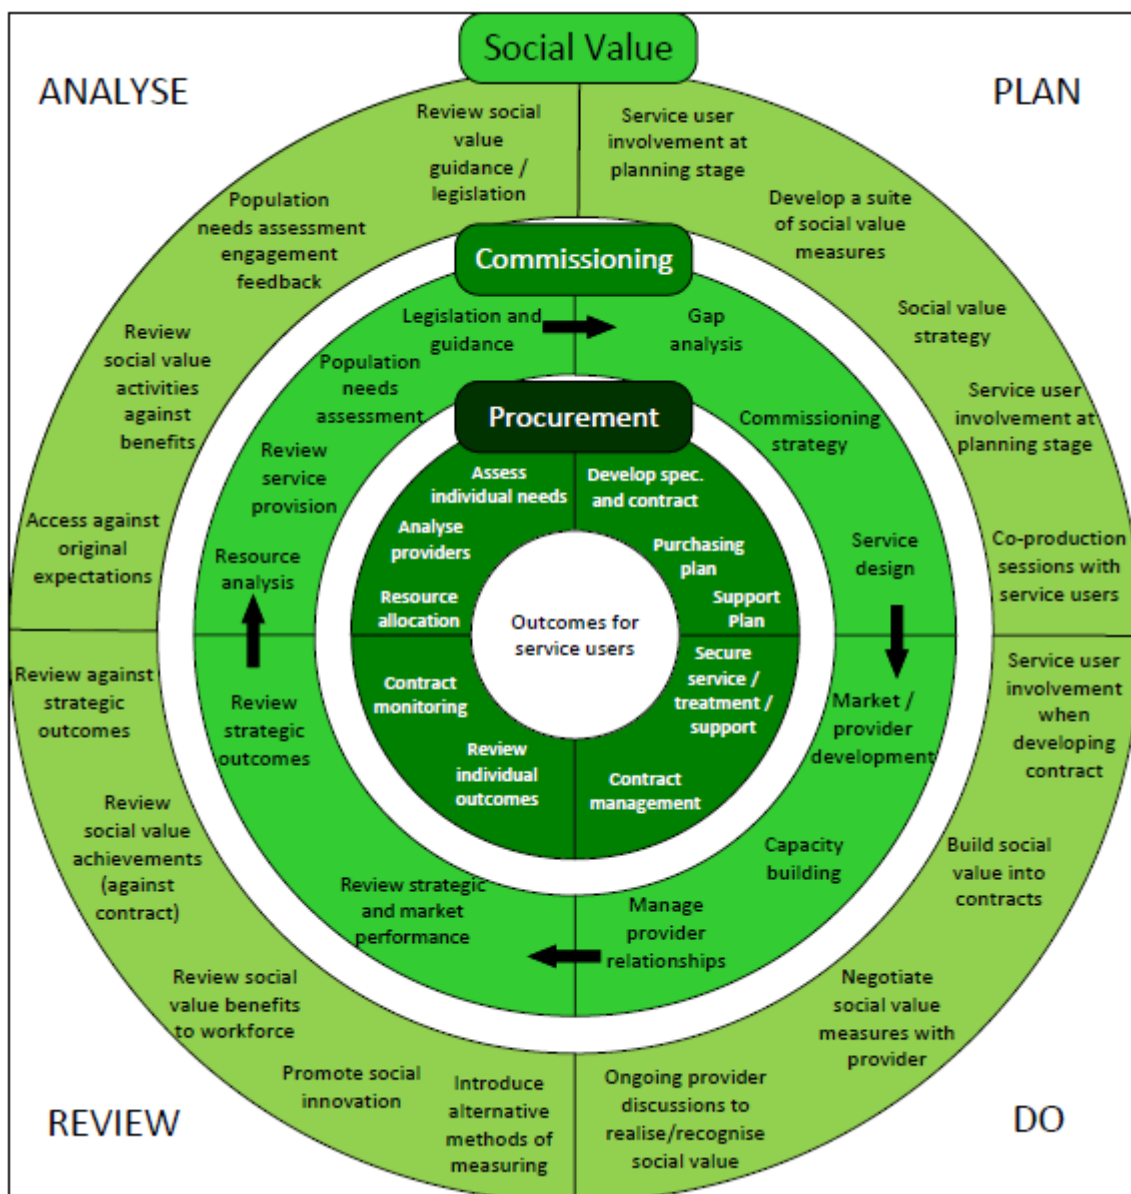 Social Value
ANALYSE
PLAN
Review social
value
guidance /
legislation
Population
needs assessment
engagement
feedback
Review
social value
activities
against
benefits
Access against
original
expectations
Service user
involvement at
planning stage
Develop a suite
of social value
measures
Social value
strategy
Service user
involvement at
planning stage
Co-production
sessions with
service users
Service user
involvement
when
developing
contract
Build social
value into
contracts
Negotiate
social value
measures with
provider
Ongoing provider
discussions to
realise/recognise
social value
Introduce
alternative
methods of
measuring
Promote social
innovation
Review social
value benefits
to workforce
Review
social value
achievements
(against
contract)
Review against
strategic
outcomes
Commissioning
Legislation and
guidance
Population
needs
assessment
Review
service
provision
Resource
analysis
Gap
analysis
Commissioning
strategy
Service
design
Market /
provider
development
Capacity
building
Manage
provider
relationships
Review strategic
and market
performance
Review
strategic
outcomes
Procurement
Assess
individual needs
Analyse
providers
Resource
allocation
Develop spec.
and contract
Purchasing
plan
Support
Plan
Secure
service /
treatment /
support
Contract
management
Review
individual
outcomes
Contract
monitoring
Outcomes for
service users
REVIEW
DO